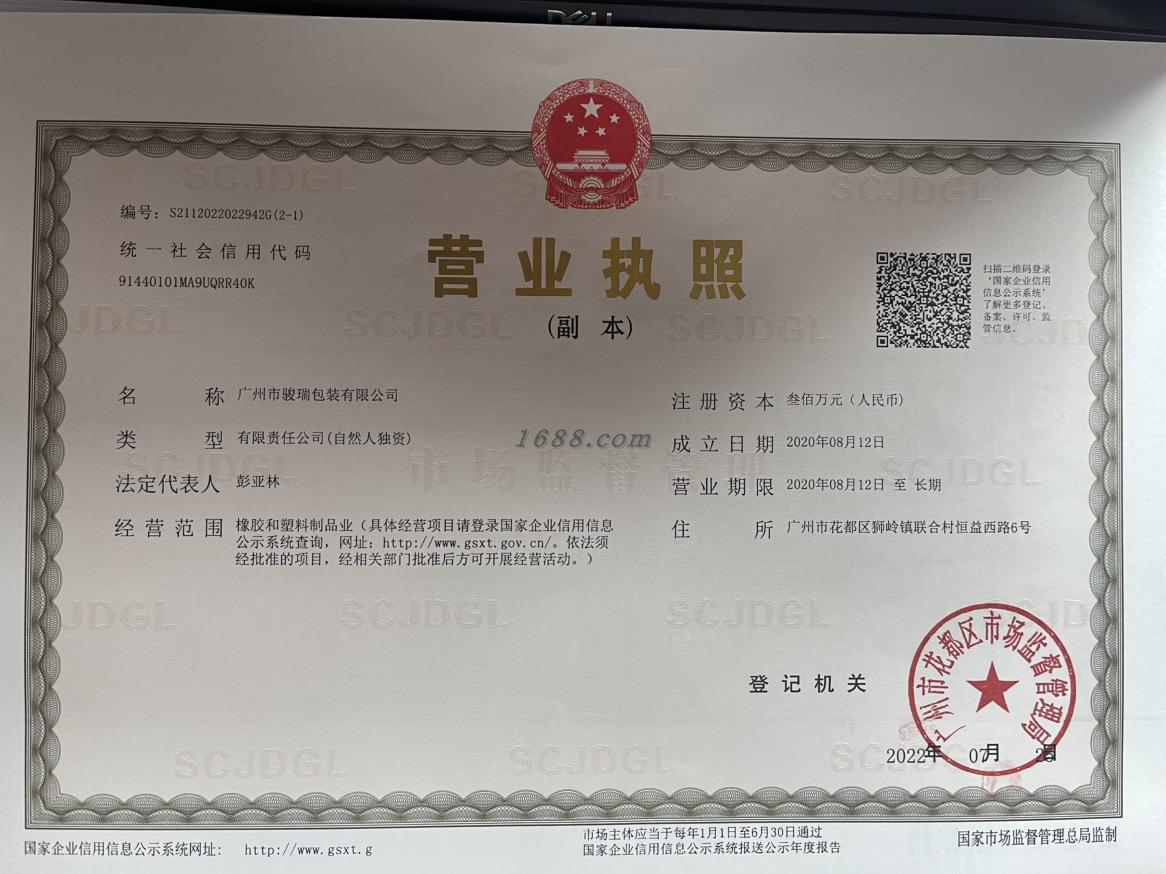 DELL
编号：S2112022022942G(2-1)
统一社会信用代码
91440101MA9UQRR40K
营业执照
(副 本)
扫描二维码登录
‘国家企业信用
信息公示系统’
了解更多登记、
备案、许可、监
管信息。
名 称 广州市骏瑞包装有限公司
类 型 有限责任公司(自然人独资)
法定代表人 彭亚林
经营范围 橡胶和塑料制品业（具体经营项目请登录国家企业信用信息
公示系统查询，网址：http://www.gsxt.gov.cn/。依法须
经批准的项目，经相关部门批准后方可开展经营活动。）
注册资本 叁佰万元（人民币）
成立日期 2020年08月12日
营业期限 2020年08月12日 至 长期
住 所 广州市花都区狮岭镇联合村恒益西路6号
1688.com
市场监督管理
SCJDGL
登记机关
广州市花都区市场监督管理局
2022年 07月 日
国家企业信用信息公示系统网址： http://www.gsxt.g
市场主体应当于每年1月1日至6月30日通过
国家企业信用信息公示系统报送公示年度报告
国家市场监督管理总局监制